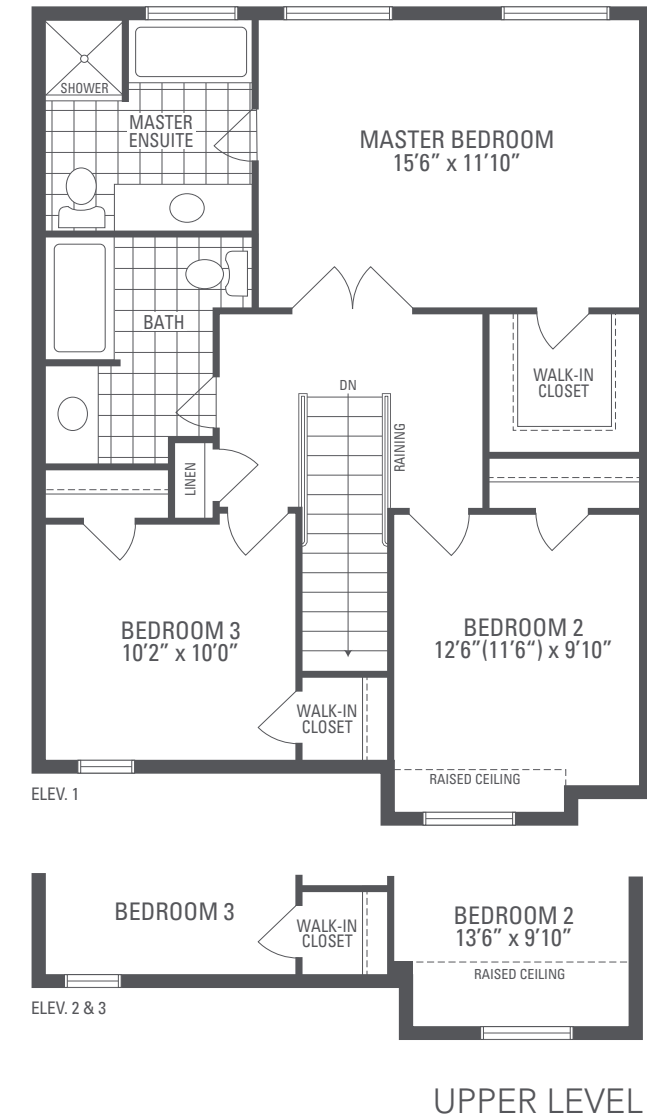 SHOWER
MASTER
ENSUITE
MASTER BEDROOM
15'6” x 11'10”
BATH
WALK-IN
CLOSET
DN
RAINING
LINEN
BEDROOM 3
10'2” x 10'0”
BEDROOM 2
12'6”(11'6“) x 9'10”
WALK-IN
CLOSET
RAISED CEILING
ELEV. 1
BEDROOM 3
WALK-IN
CLOSET
BEDROOM 2
13'6” x 9'10”
RAISED CEILING
ELEV. 2 & 3
UPPER LEVEL